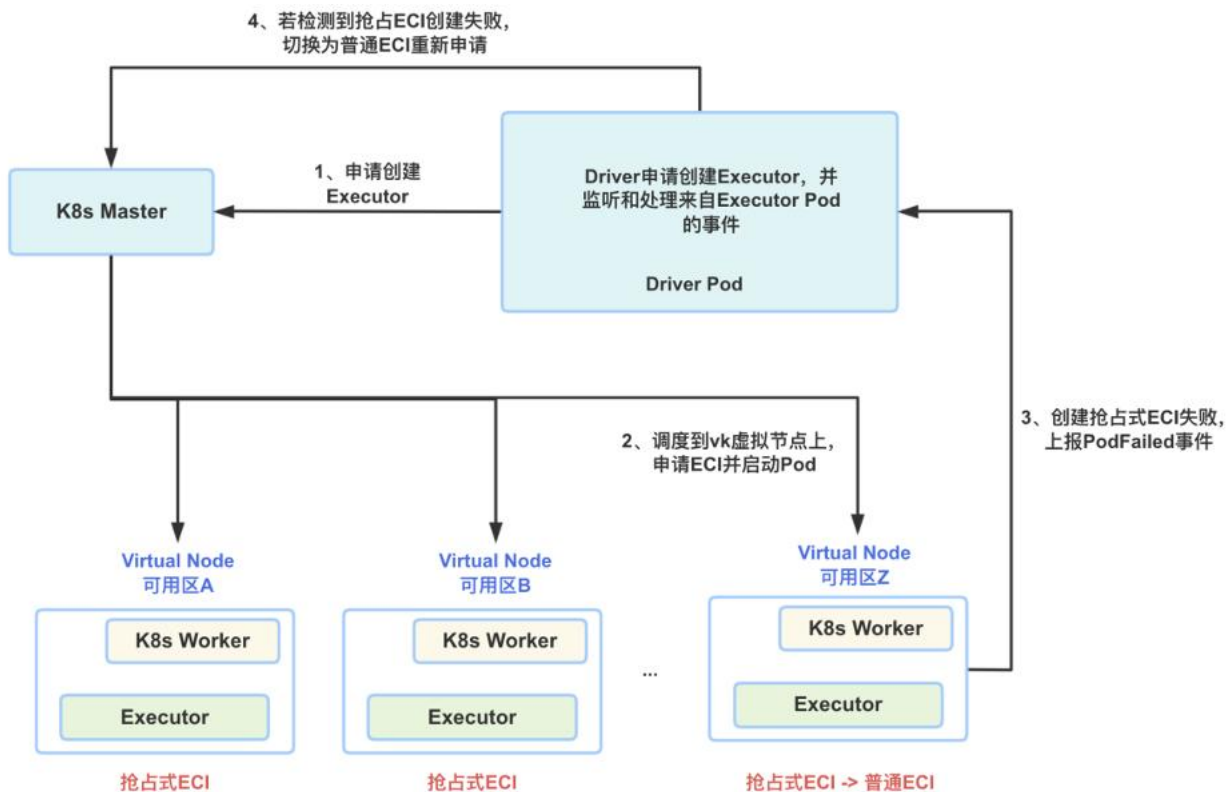 4、若检测到抢占ECI创建失败，
切换为普通ECI重新申请
1、申请创建
Executor
K8s Master
Driver申请创建Executor，并
监听和处理来自Executor Pod
的事件
Driver Pod
3、创建抢占式ECI失败，
上报PodFailed事件
2、调度到vk虚拟节点上，
申请ECI并启动Pod
Virtual Node
可用区A
Virtual Node
可用区B
Virtual Node
可用区Z
K8s Worker
K8s Worker
K8s Worker
...
Executor
Executor
Executor
抢占式ECI
抢占式ECI
抢占式ECI -> 普通ECI